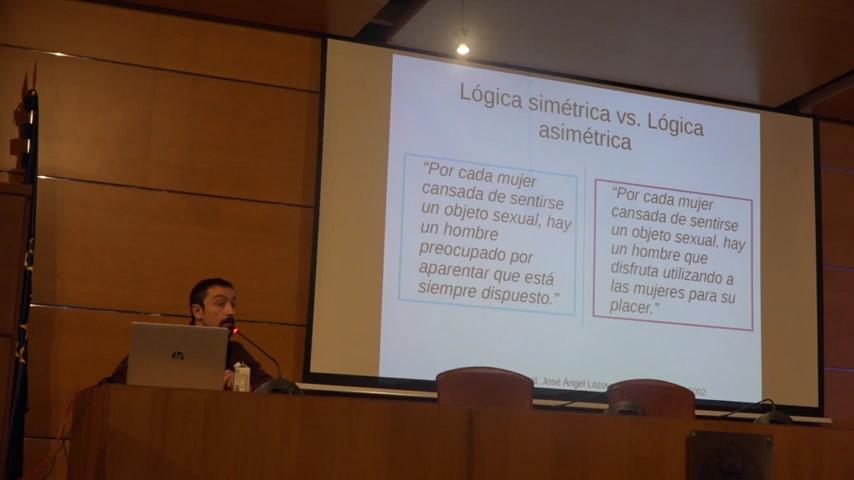 Lógica simétrica vs. Lógica
asimétrica
“Por cada mujer
cansada de sentirse
un objeto sexual, hay
un hombre
preocupado por
aparentar que está
siempre dispuesto.”
“Por cada mujer
cansada de sentirse
un objeto sexual, hay
un hombre que
disfruta utilizando a
las mujeres para su
placer.”
José Ángel 2002
hp